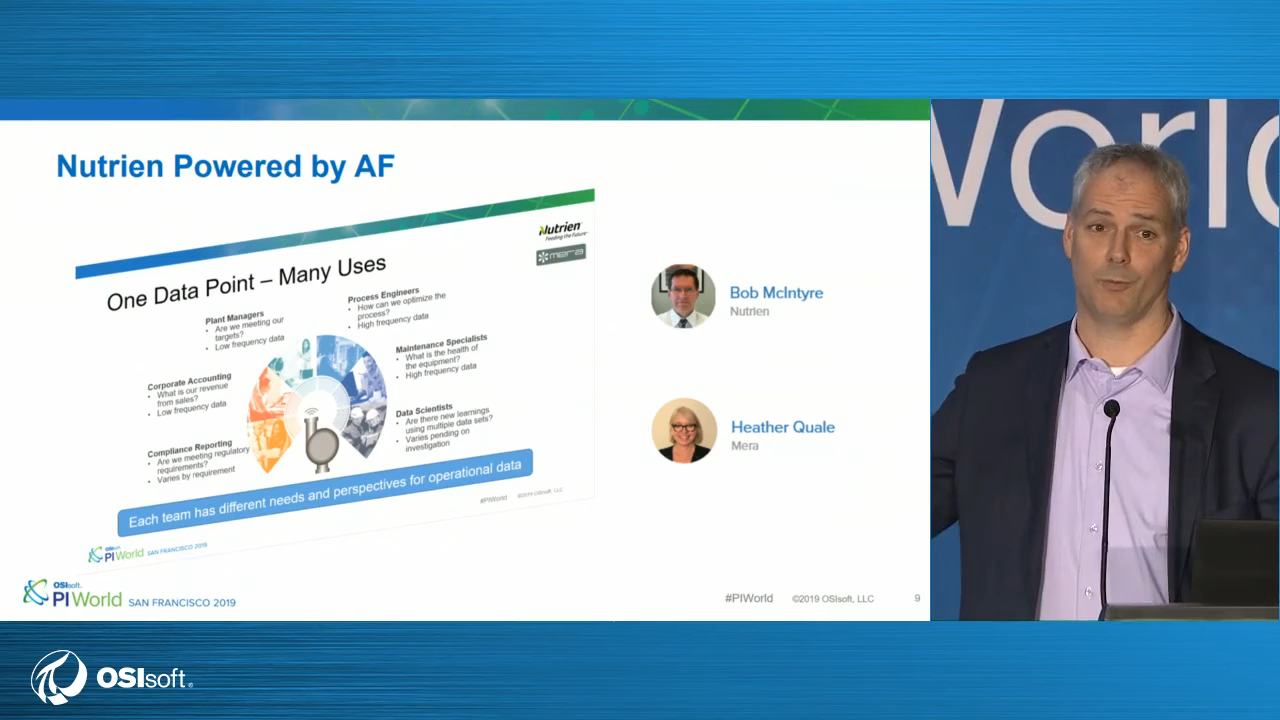 Nutrien Powered by AF
Nutrien
Feeding the Future™
mera
One Data Point – Many Uses
Plant Managers
• Are we meeting our
targets?
• Low frequency data
Process Engineers
• How can we optimize the
process?
• High frequency data
Corporate Accounting
• What is our revenue
from sales?
• Low frequency data
Maintenance Specialists
• What is the health of
the equipment?
• High frequency data
Compliance Reporting
• Are we meeting regulatory
requirements?
• Varies by requirement
Data Scientists
• Are there new learnings
using multiple data sets?
• Varies pending on
investigation
Each team has different needs and perspectives for operational data
#PIWorld ©2019 OSIsoft, LLC
OSIsoft.
PI World SAN FRANCISCO 2019
Bob McIntyre
Nutrien
Heather Quale
Mera
OSIsoft.
PI World SAN FRANCISCO 2019
#PIWorld ©2019 OSIsoft, LLC 9
World
OSIsoft.